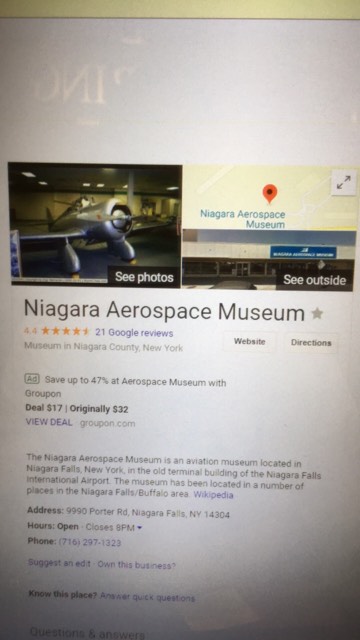 See photos
Niagara Aerospace
Museum
NIAGARA AEROSPACE MUSEUM
See outside
Niagara Aerospace Museum
4.4 21 Google reviews
Museum in Niagara County, New York
Website
Directions
Ad Save up to 47% at Aerospace Museum with
Groupon
Deal $17 | Originally $32
VIEW DEAL groupon.com
The Niagara Aerospace Museum is an aviation museum located in
Niagara Falls, New York, in the old terminal building of the Niagara Falls
International Airport. The museum has been located in a number of
places in the Niagara Falls/Buffalo area. Wikipedia
Address: 9990 Porter Rd, Niagara Falls, NY 14304
Hours: Open · Closes 8PM
Phone: (716) 297-1323
Suggest an edit · Own this business?
Know this place? Answer quick questions
Questions & answers